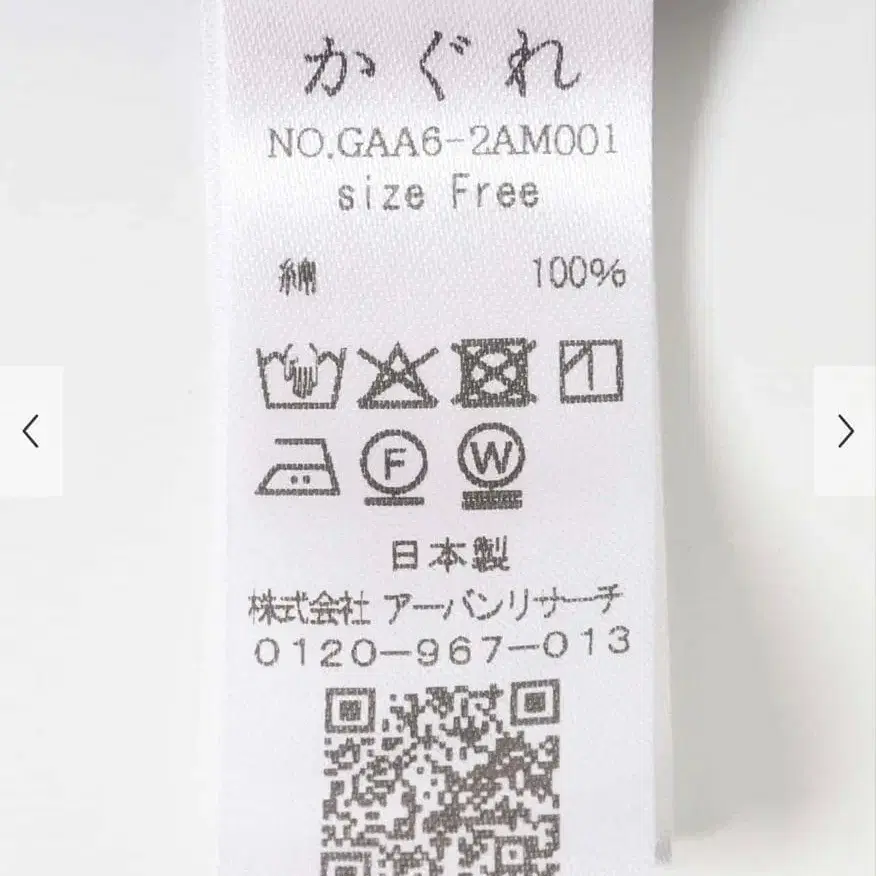 かぐれ
NO.GAA6-2AM001
size Free
綿 100%
F W
日本製
株式会社 アーバンリサーチ
0120-967-013